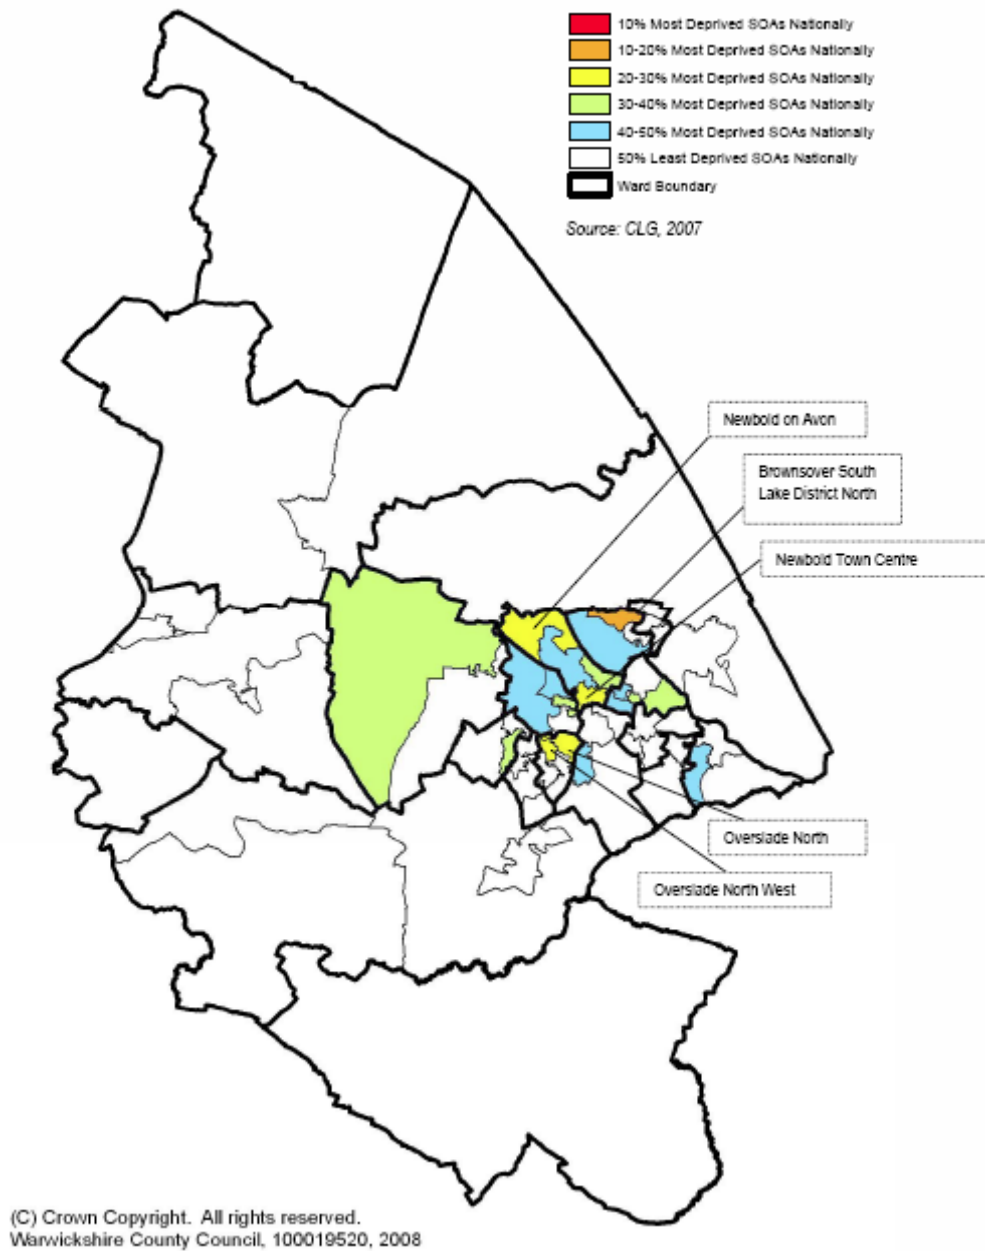 10% Most Deprived SOAs Nationally
10-20% Most Deprived SOAs Nationally
20-30% Most Deprived SOAs Nationally
30-40% Most Deprived SOAs Nationally
40-50% Most Deprived SOAs Nationally
50% Least Deprived SOAs Nationally
Ward Boundary
Source: CLG, 2007
Newbold on Avon
Brownsover South
Lake District North
Newbold Town Centre
Overslade North
Overslade North West
(C) Crown Copyright. All rights reserved.
Warwickshire County Council, 100019520, 2008